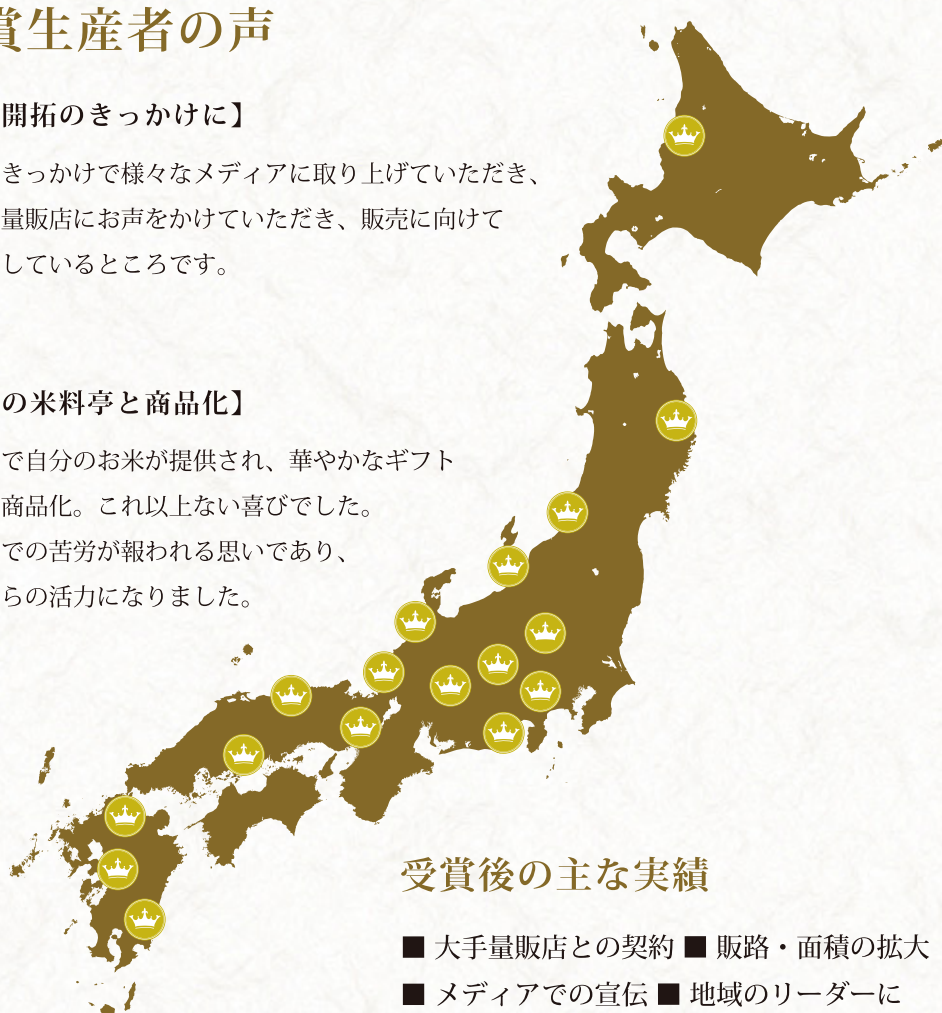 賞生産者の声
開拓のきっかけに】
きっかけで様々なメディアに取り上げていただき、
量販店にお声をかけていただき、販売に向けて
しているところです。
の米料亭と商品化】
で自分のお米が提供され、華やかなギフト
商品化。これ以上ない喜びでした。
での苦労が報われる思いであり、
らの活力になりました。
受賞後の主な実績
■ 大手量販店との契約 ■ 販路・面積の拡大
■ メディアでの宣伝 ■ 地域のリーダーに